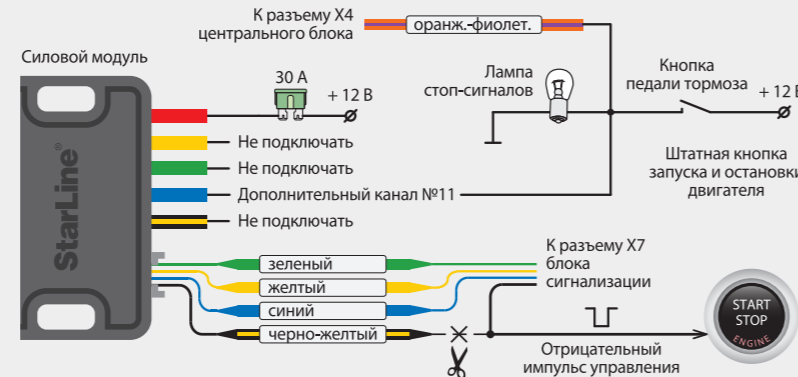 К разъему X4
центрального блока
оранж.-фиолет.
Силовой модуль
30 А
+ 12 В
Лампа
стоп-сигналов
Кнопка
педали тормоза
+ 12 В
Не подключать
Не подключать
Дополнительный канал №11
Не подключать
Штатная кнопка
запуска и остановки
двигателя
StarLine®
зеленый
желтый
синий
черно-желтый
К разъему X7
блока
сигнализации
START
STOP
ENGINE
Отрицательный
импульс управления